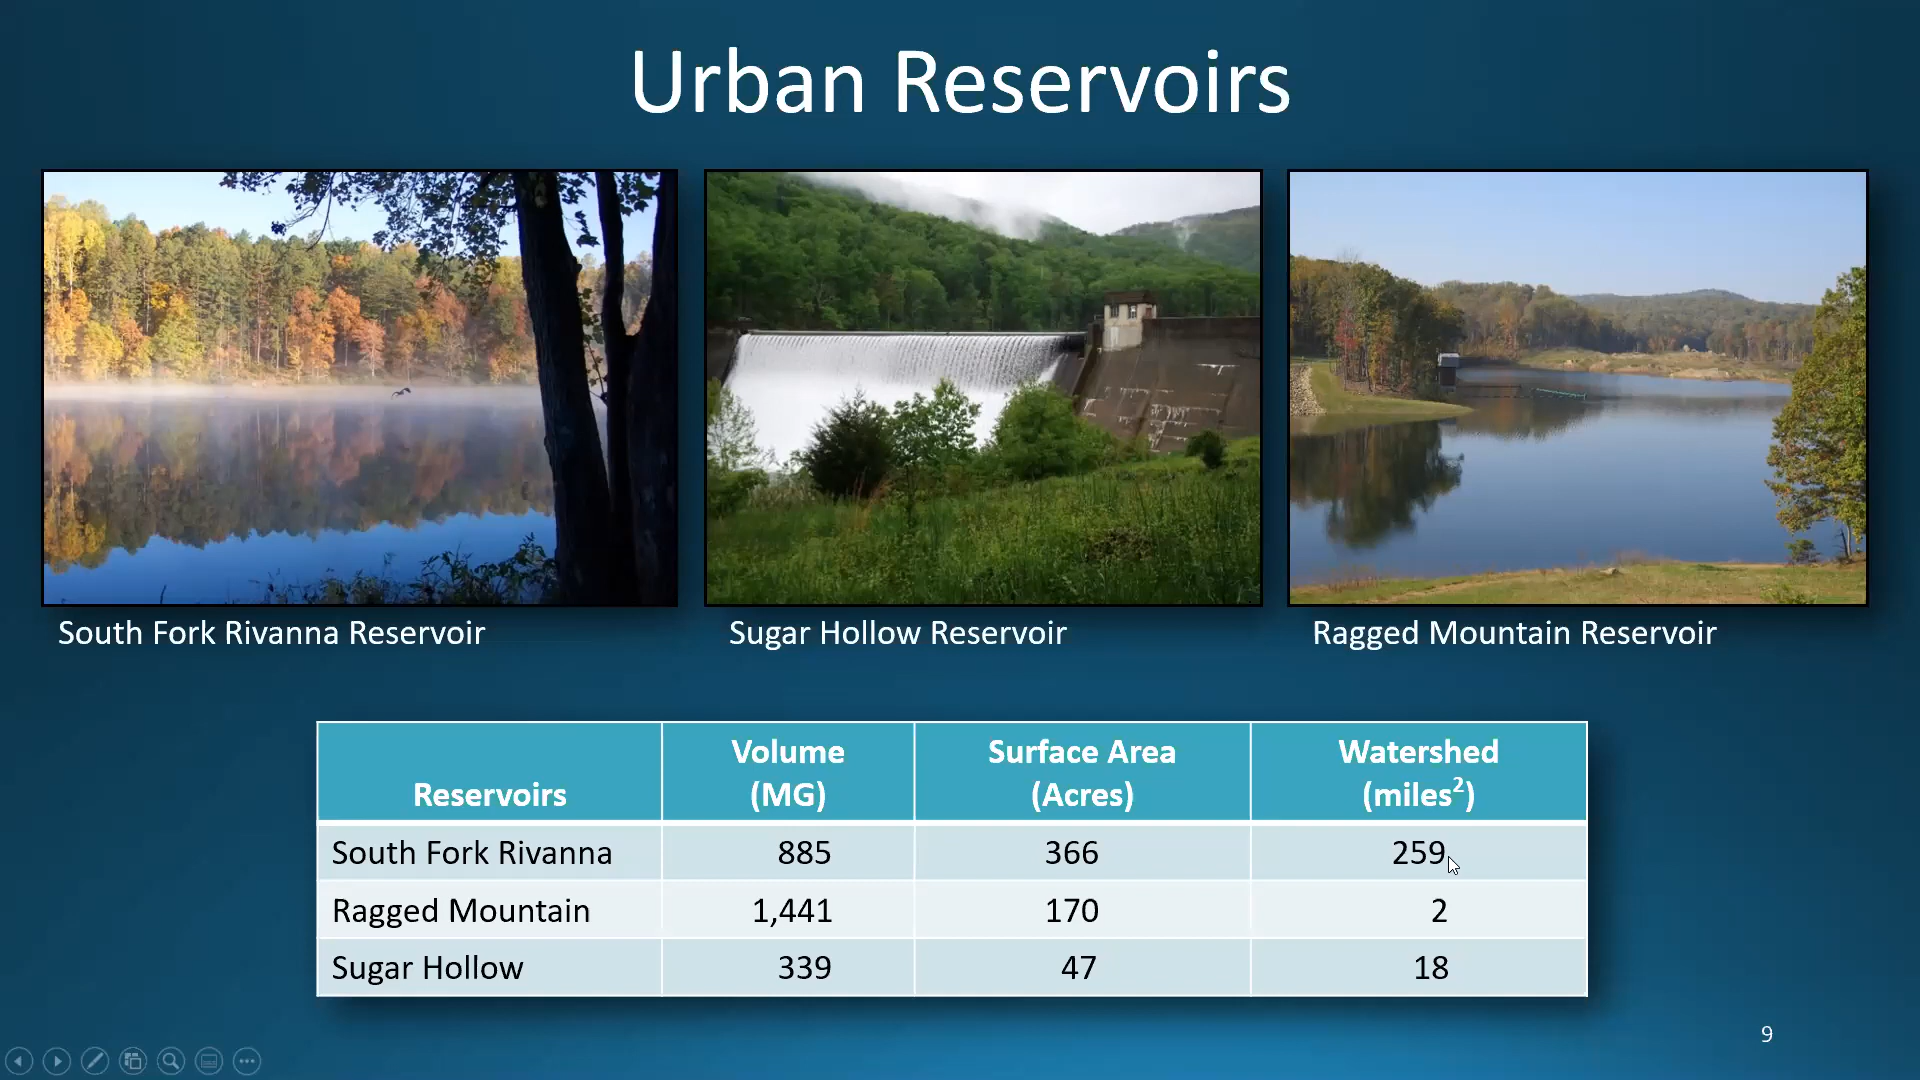 Urban Reservoirs
South Fork Rivanna Reservoir
Sugar Hollow Reservoir
Ragged Mountain Reservoir
Reservoirs Volume (MG) Surface Area (Acres) Watershed (miles²)
South Fork Rivanna 885 366 259
Ragged Mountain 1,441 170 2
Sugar Hollow 339 47 18
9